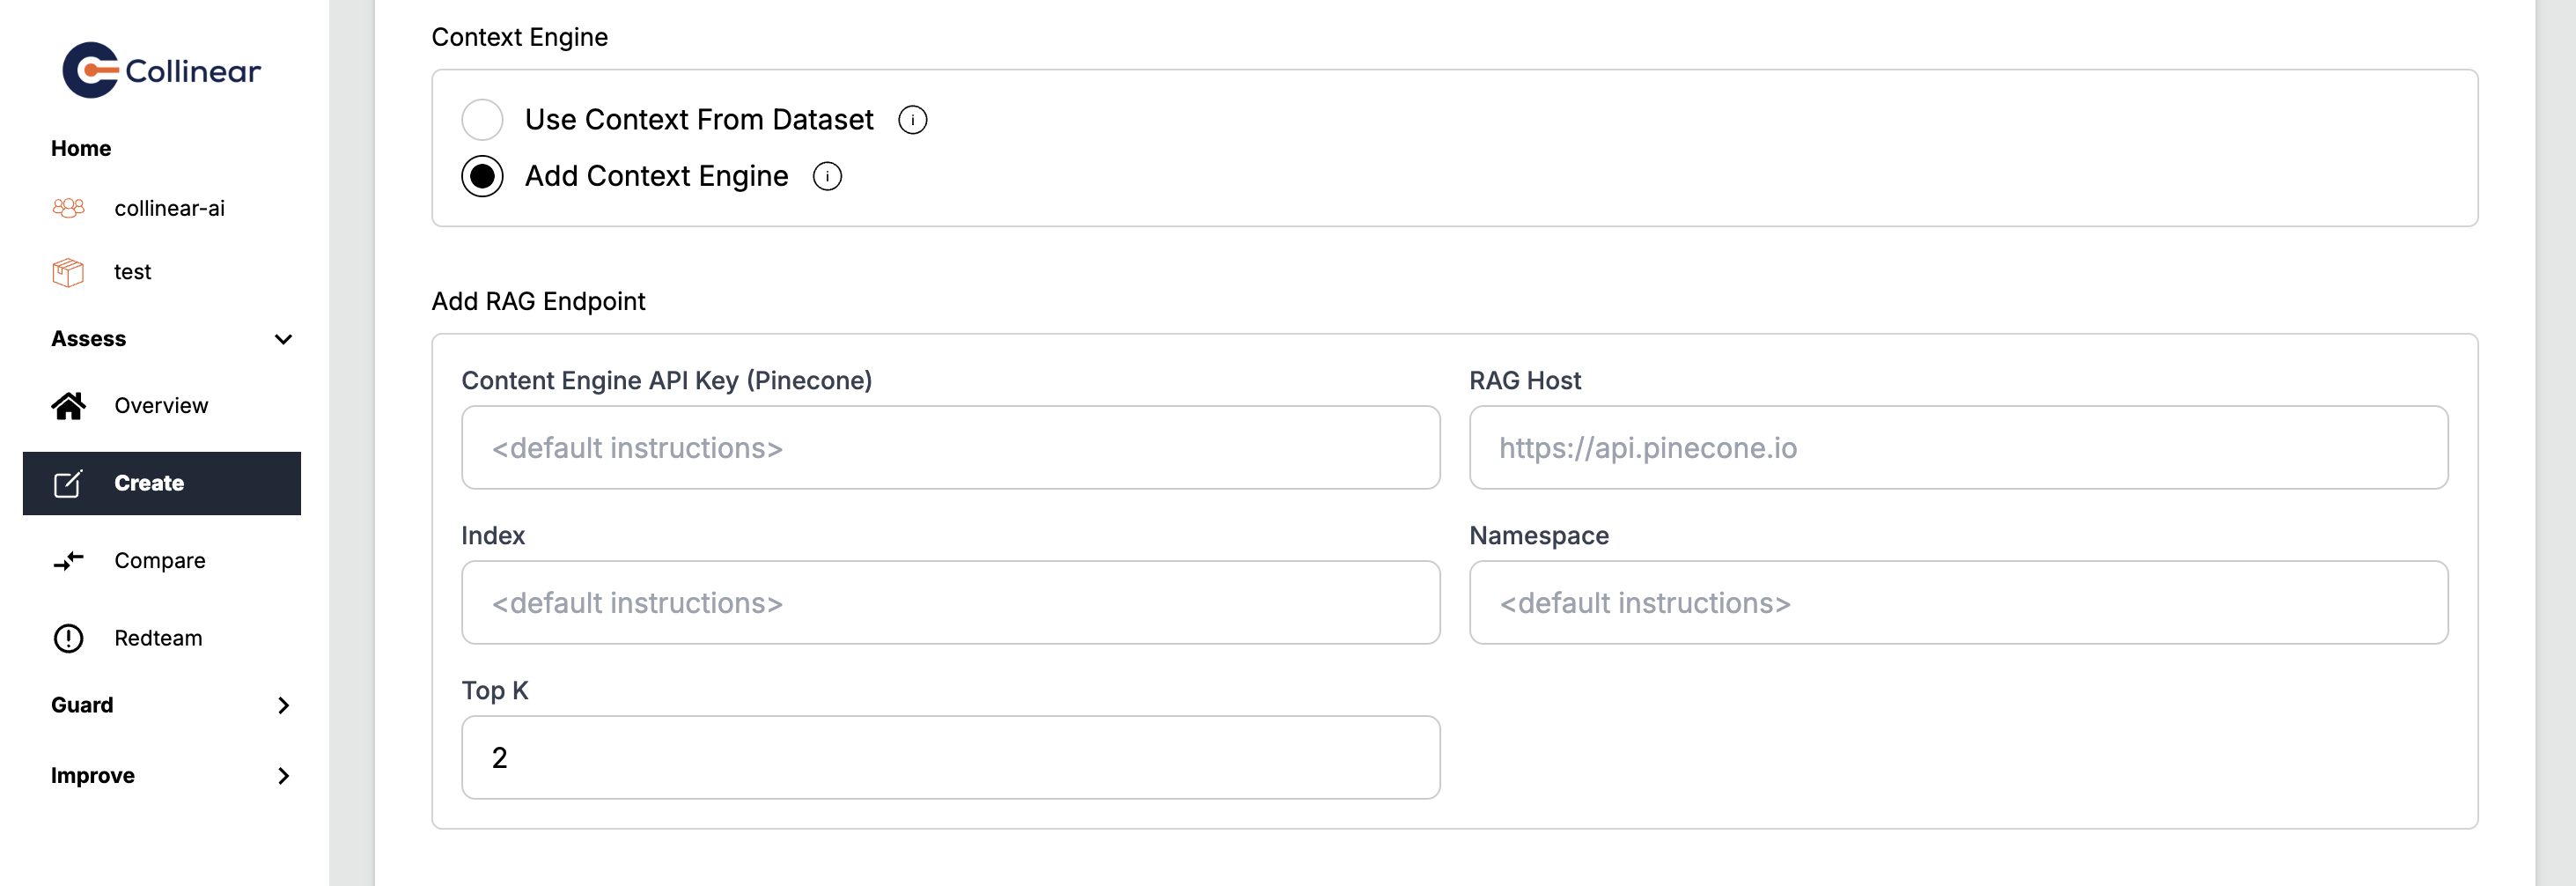 Collinear
Home
collinear-ai
test
Assess
Overview
Create
Compare
Redteam
Guard
Improve
Context Engine
Use Context From Dataset i
Add Context Engine i
Add RAG Endpoint
Content Engine API Key (Pinecone)
<default instructions>
RAG Host
https://api.pinecone.io
Index
<default instructions>
Namespace
<default instructions>
Top K
2